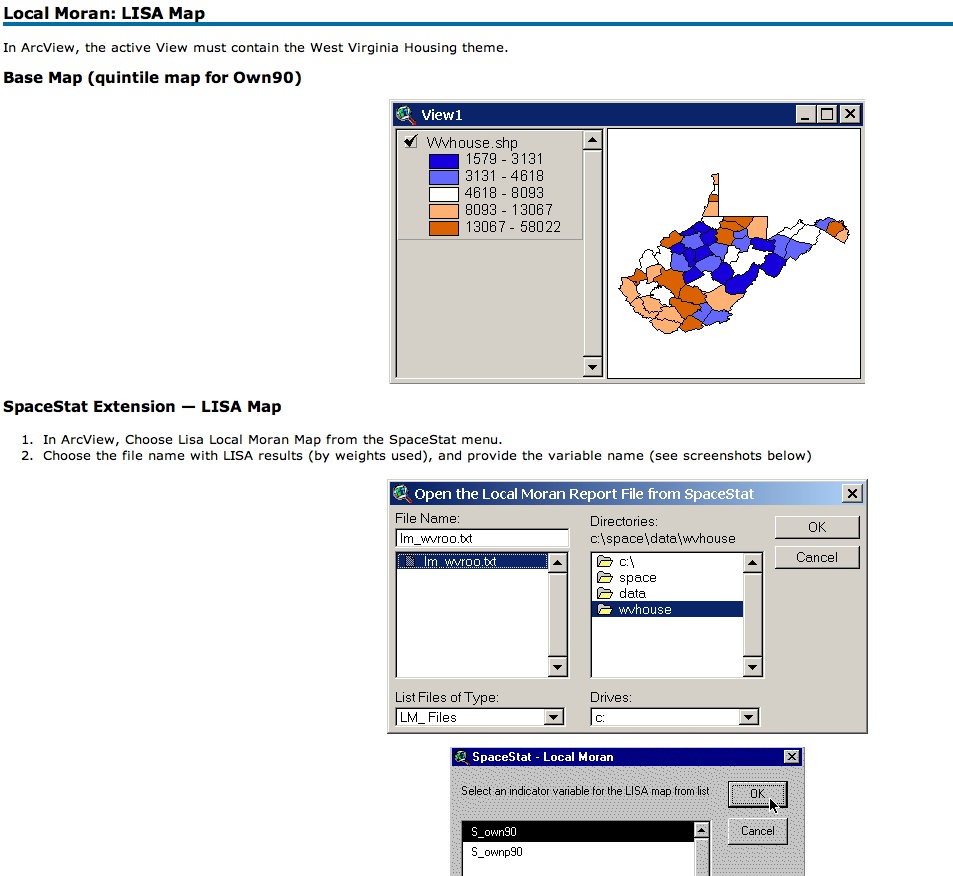 Local Moran: LISA Map
In ArcView, the active View must contain the West Virginia Housing theme.
Base Map (quintile map for Own90)
View1
Wvhouse.shp
1579 - 3131
3131 - 4618
4618 - 8093
8093 - 13067
13067 - 58022
SpaceStat Extension — LISA Map
1. In ArcView, Choose Lisa Local Moran Map from the SpaceStat menu.
2. Choose the file name with LISA results (by weights used), and provide the variable name (see screenshots below)
Open the Local Moran Report File from SpaceStat
File Name:
lm_wvroo.txt
lm_wvroo.txt
List Files of Type:
LM_ Files
Directories:
c:\space\data\wvhouse
c:\
space
data
wvhouse
Drives:
c:
OK
Cancel
SpaceStat - Local Moran
Select an indicator variable for the LISA map from list
OK
Cancel
S_own90
S_ownp90